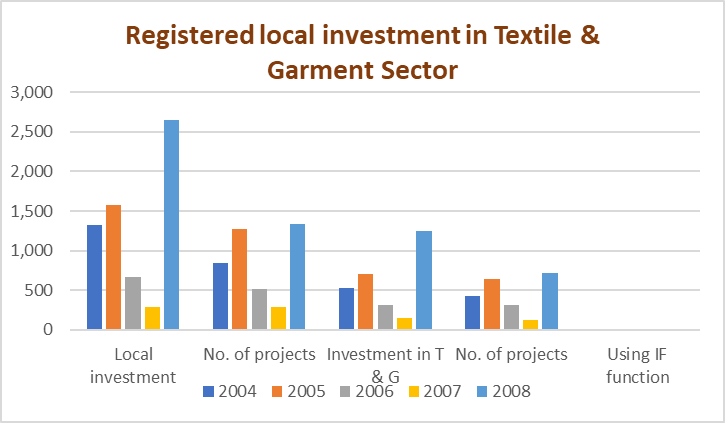 Registered local investment in Textile &
Garment Sector
3,000
2,500
2,000
1,500
1,000
500
0
Local
investment
No. of projects
Investment in T
& G
No. of projects
Using IF
function
2004 2005 2006 2007 2008